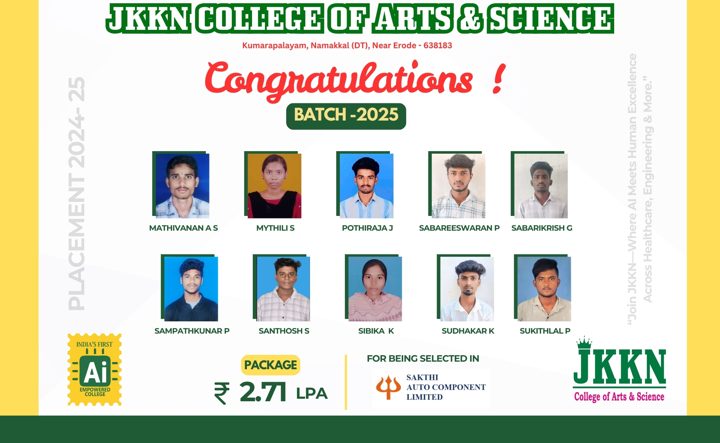 JKKN COLLEGE OF ARTS & SCIENCE
Kumarapalayam, Namakkal (DT), Near Erode - 638183
Congratulations !
BATCH -2025
PLACEMENT 2024- 25
"Join JKKN—Where AI Meets Human Excellence
Across Healthcare, Engineering & More."
MATHIVANAN A S
MYTHILI S
POTHIRAJA J
SABAREESWARAN P
SABARIKRISH G
SAMPATHKUNAR P
SANTHOSH S
SIBIKA K
SUDHAKAR K
SUKITHLAL P
INDIA'S FIRST
Ai
EMPOWERED
COLLEGE
PACKAGE
₹ 2.71 LPA
FOR BEING SELECTED IN
SAKTHI
AUTO COMPONENT
LIMITED
JKKN
College of Arts & Science